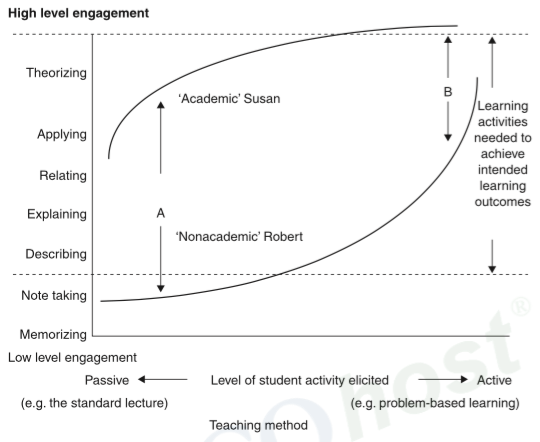 High level engagement
Theorizing
'Academic' Susan
B
Learning
activities
needed to
achieve
intended
learning
outcomes
Applying
Relating
Explaining
A
'Nonacademic' Robert
Describing
Note taking
Memorizing
Low level engagement
Passive Level of student activity elicited Active
(e.g. the standard lecture) (e.g. problem-based learning)
Teaching method
host®